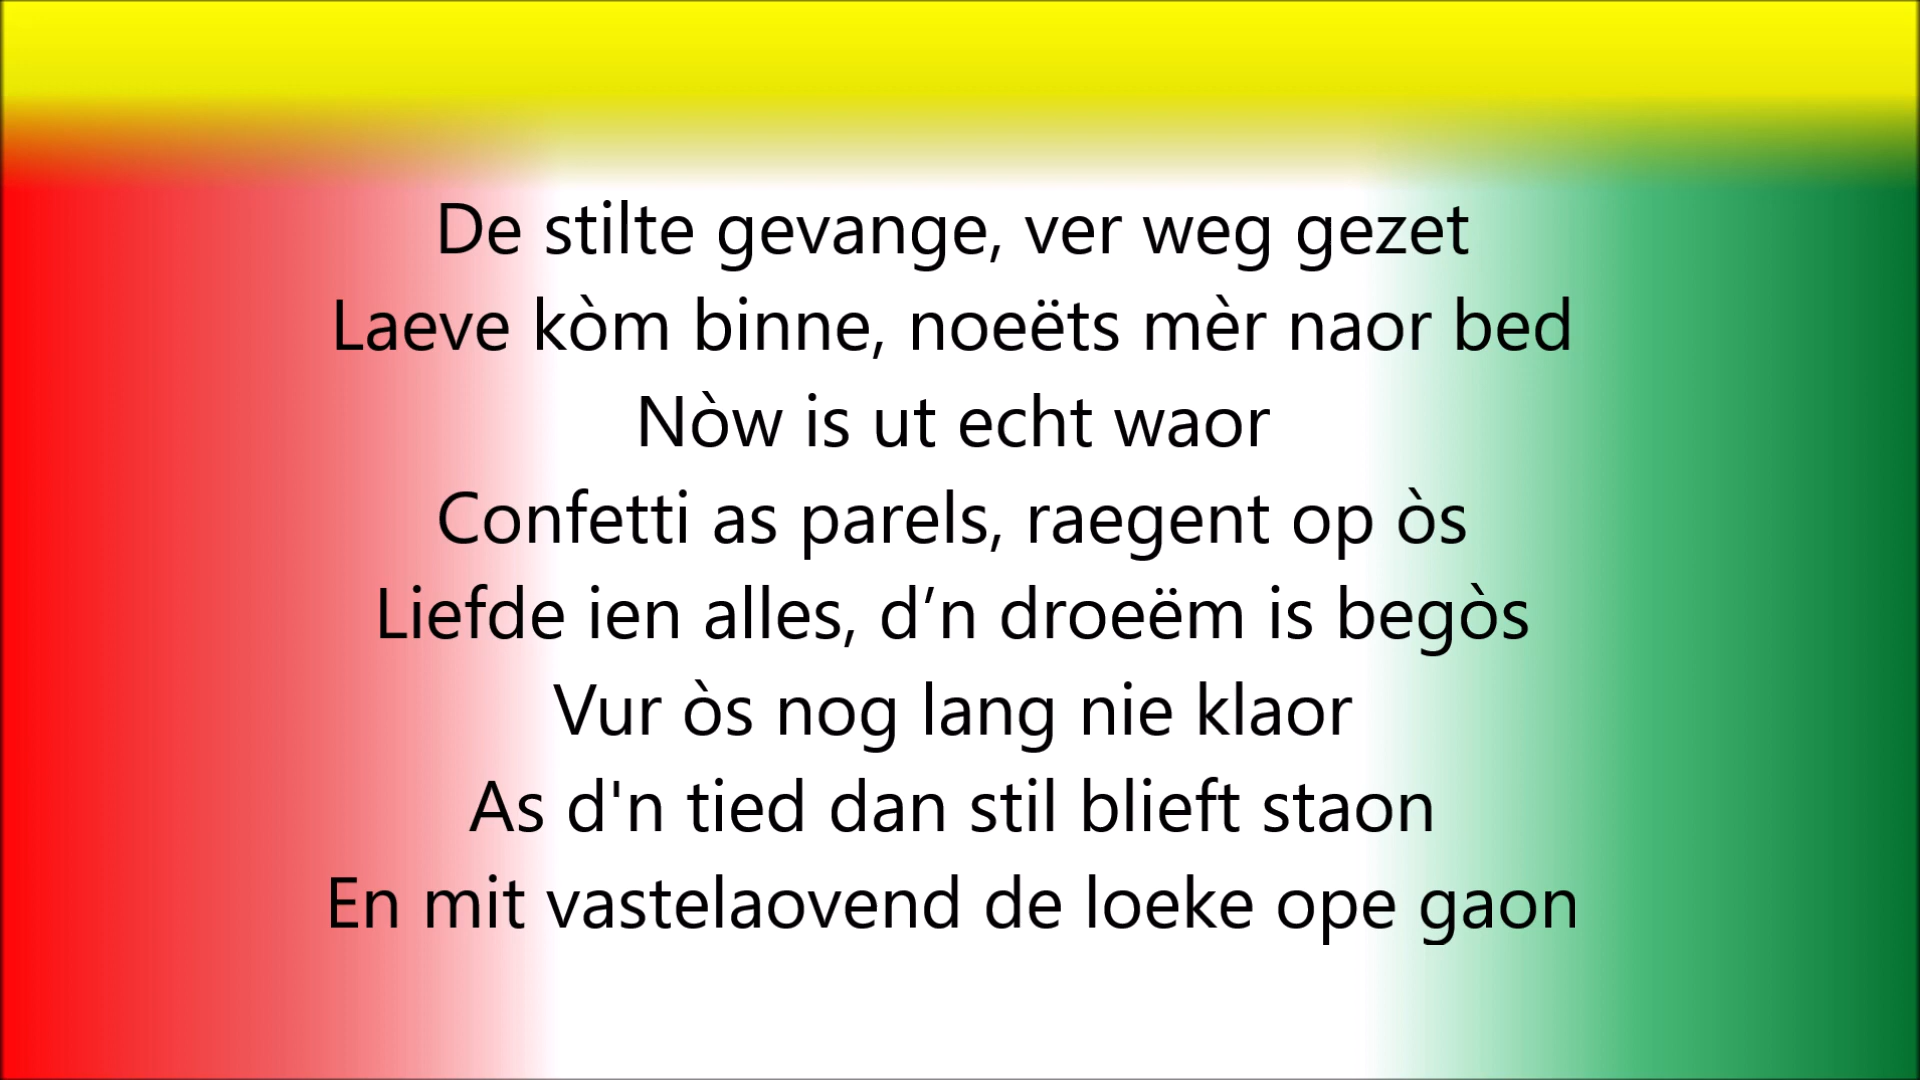 De stilte gevange, ver weg gezet
Laeve kòm binne, noeëts mèr naor bed
Nòw is ut echt waor
Confetti as parels, raegent op òs
Liefde ien alles, d’n droeëm is begòs
Vur òs nog lang nie klaor
As d'n tied dan stil blieft staon
En mit vastelaovend de loeke ope gaon